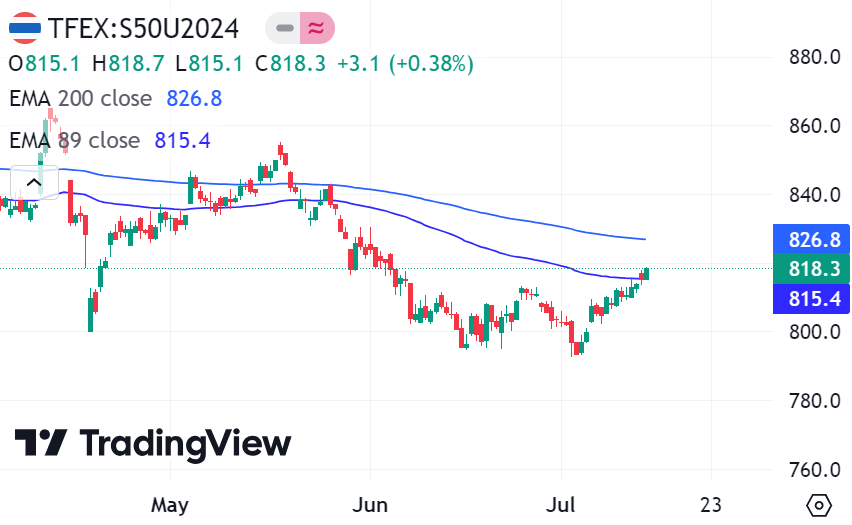 TFEX:S50U2024
O815.1 H818.7 L815.1 C818.3 +3.1 (+0.38%)
EMA 200 close 826.8
EMA 89 close 815.4
880.0
860.0
840.0
826.8
818.3
815.4
800.0
780.0
760.0
TradingView
May Jun Jul 23